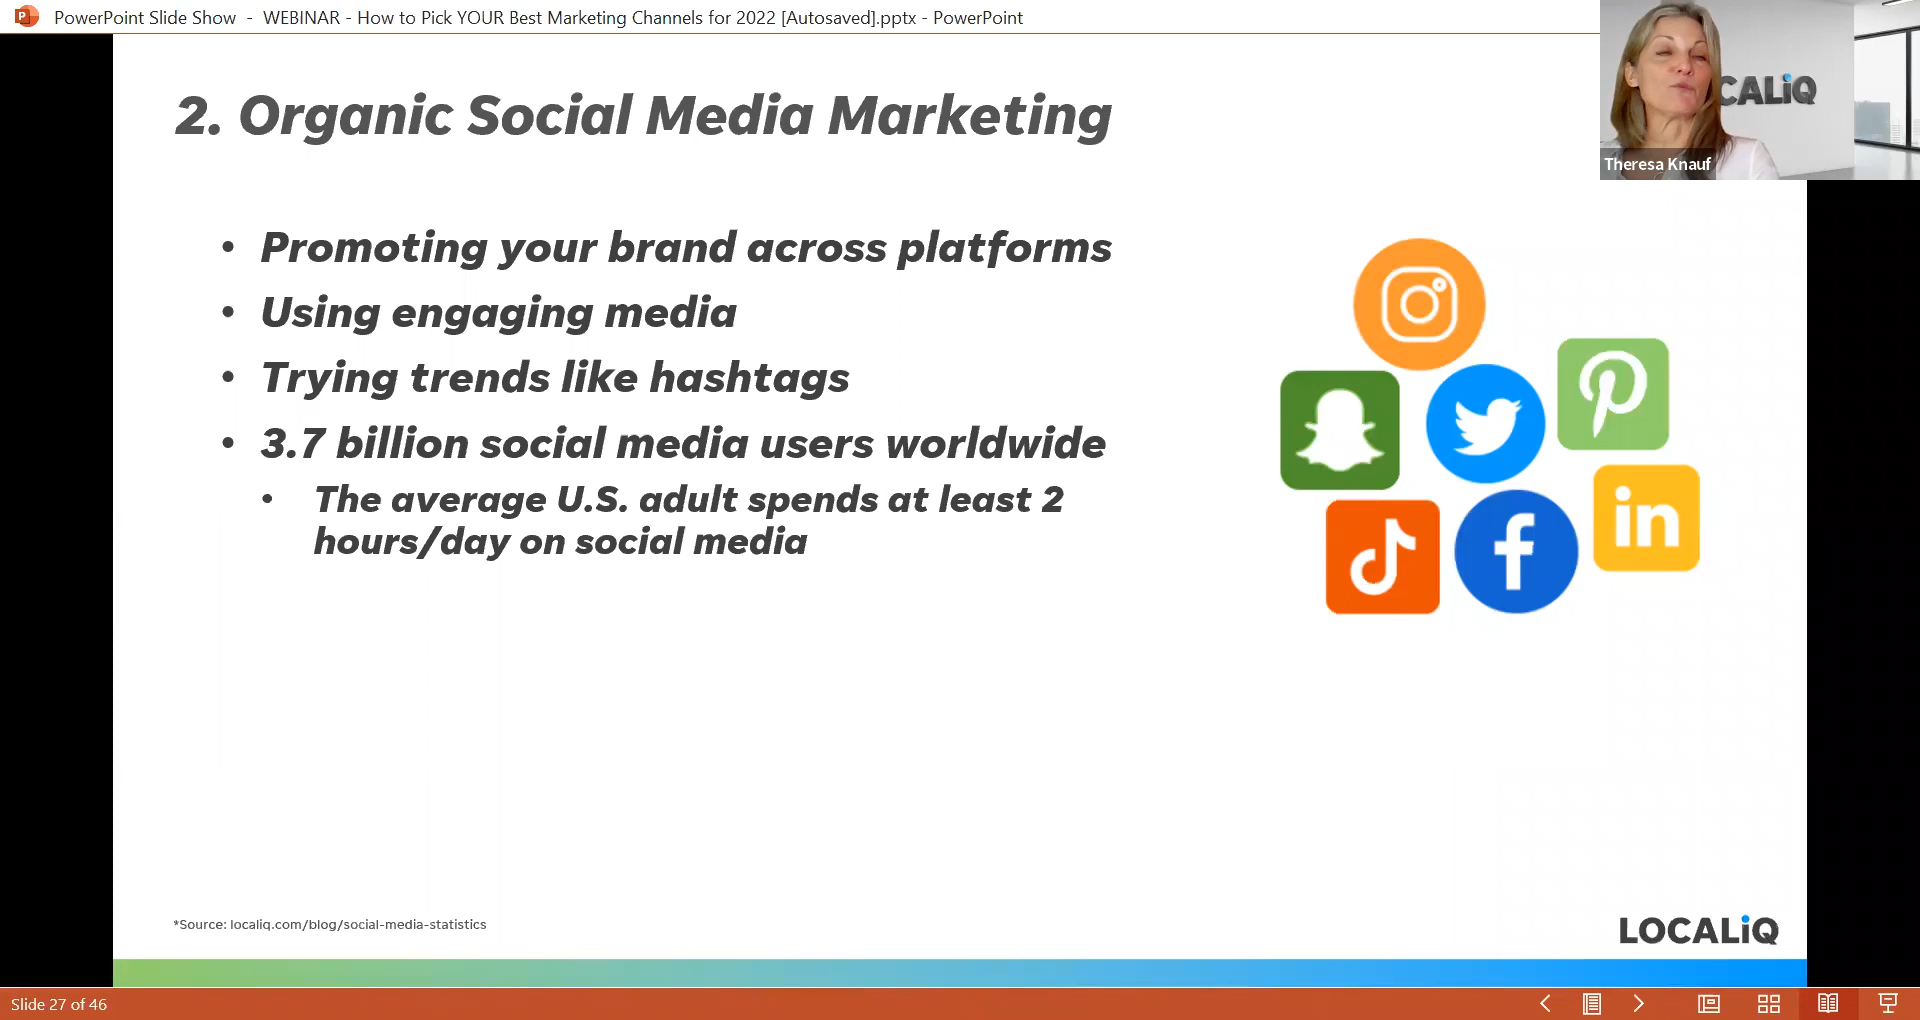 PowerPoint Slide Show - WEBINAR - How to Pick YOUR Best Marketing Channels for 2022 [Autosaved].pptx - PowerPoint
CALiQ
Theresa Knauf
2. Organic Social Media Marketing
• Promoting your brand across platforms
• Using engaging media
• Trying trends like hashtags
• 3.7 billion social media users worldwide
• The average U.S. adult spends at least 2
hours/day on social media
in
*Source: localiq.com/blog/social-media-statistics
LOCALiQ
Slide 27 of 46